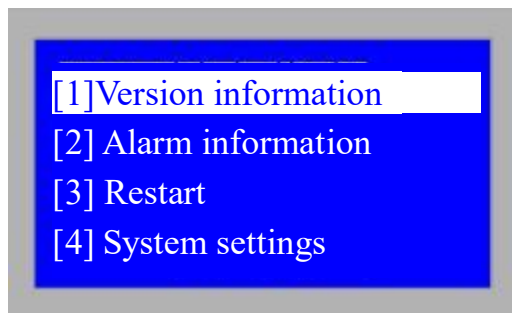 [1]Version information
[2] Alarm information
[3] Restart
[4] System settings